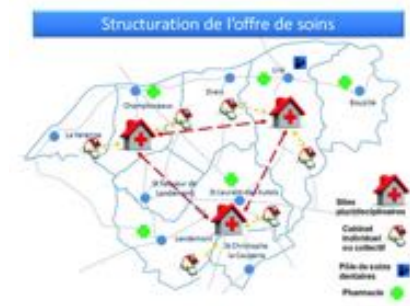 Structuration de l'offre de soins
Liré
Drain
Champtoceaux
Bouzillé
La Varenne
St Sauveur de
Landemont
St Laurent des Autels
Landemont
St Christophe
la Couperie
Sites
pluridisciplinaires
Cabinet
individuel
ou collectif
Pôle de soins
dentaires
Pharmacie